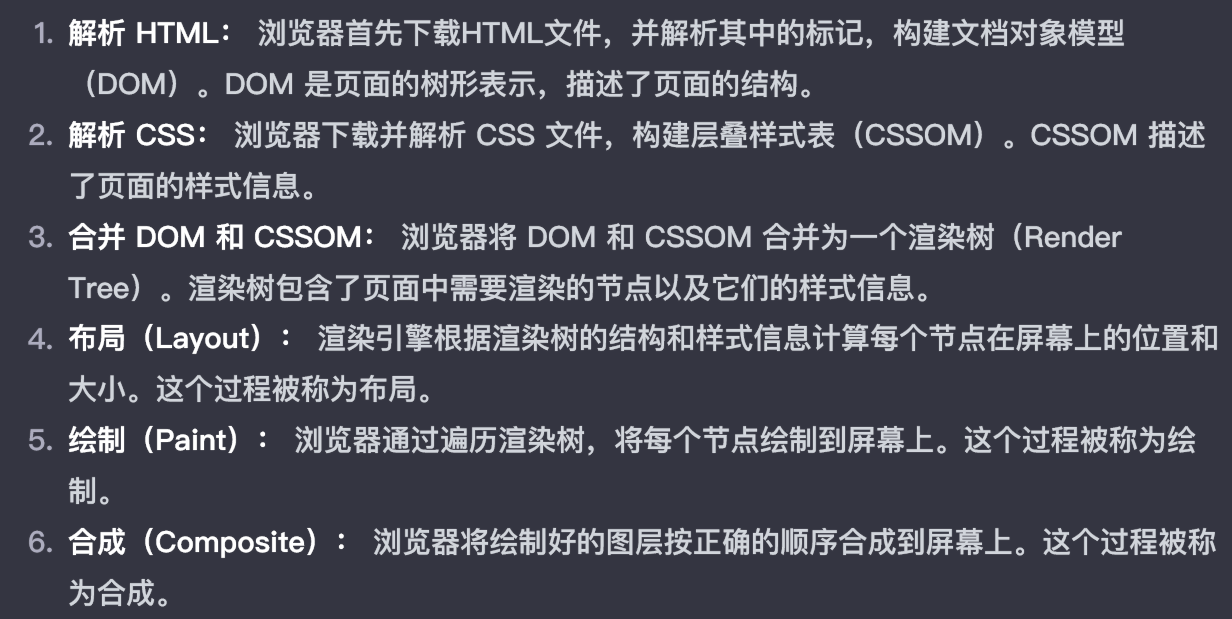 1. 解析 HTML： 浏览器首先下载HTML文件，并解析其中的标记，构建文档对象模型
（DOM）。DOM 是页面的树形表示，描述了页面的结构。
2. 解析 CSS： 浏览器下载并解析 CSS 文件，构建层叠样式表（CSSOM）。CSSOM 描述
了页面的样式信息。
3. 合并 DOM 和 CSSOM： 浏览器将 DOM 和 CSSOM 合并为一个渲染树（Render
Tree）。渲染树包含了页面中需要渲染的节点以及它们的样式信息。
4. 布局（Layout）： 渲染引擎根据渲染树的结构和样式信息计算每个节点在屏幕上的位置和
大小。这个过程被称为布局。
5. 绘制（Paint）： 浏览器通过遍历渲染树，将每个节点绘制到屏幕上。这个过程被称为绘
制。
6. 合成（Composite）： 浏览器将绘制好的图层按正确的顺序合成到屏幕上。这个过程被称
为合成。